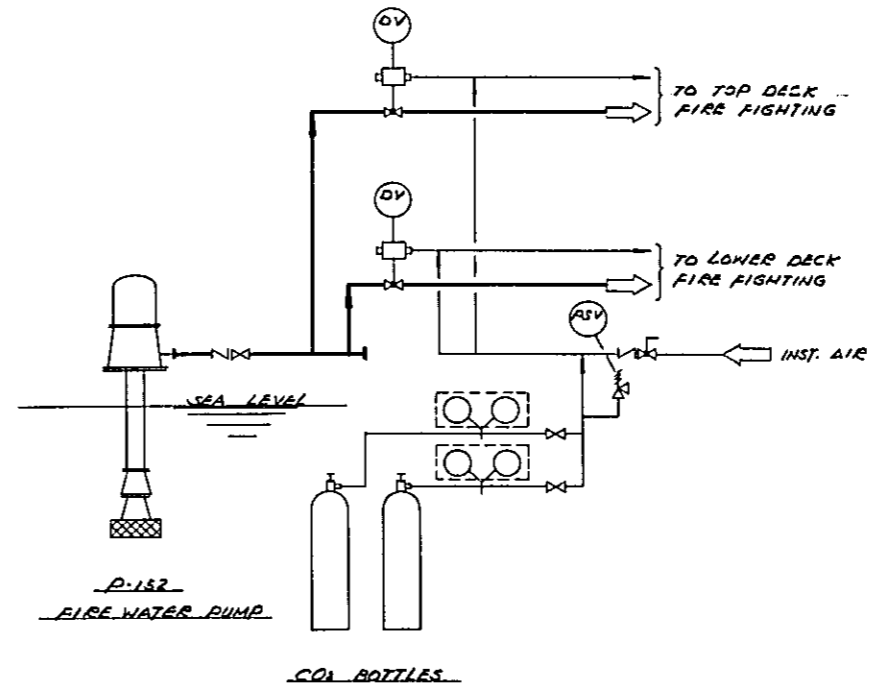 DV
TO TOP DECK
FIRE FIGHTING
DV
TO LOWER DECK
FIRE FIGHTING
PSV
INST. AIR
SEA LEVEL
P-152
FIRE WATER PUMP
CO2 BOTTLES